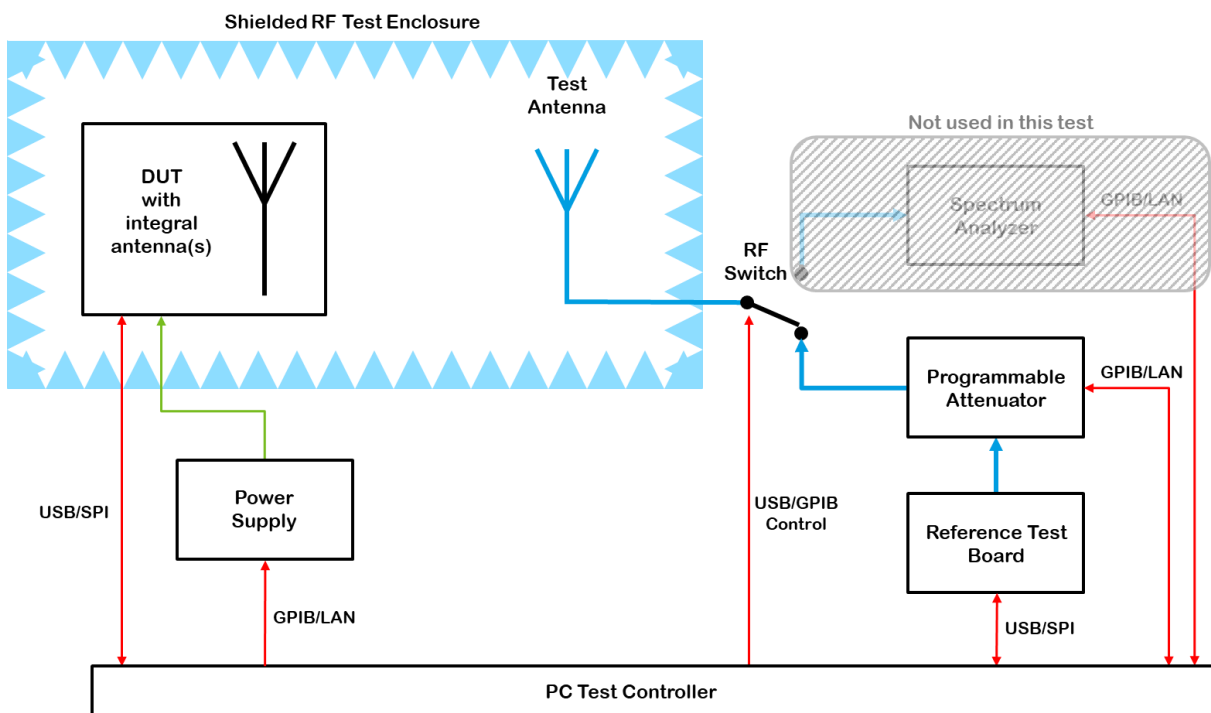 Shielded RF Test Enclosure
Test
Antenna
DUT
with
integral
antenna(s)
Not used in this test
Spectrum
Analyzer
GPIB/LAN
RF
Switch
Programmable
Attenuator
GPIB/LAN
Power
Supply
USB/SPI
USB/GPIB
Control
Reference Test
Board
GPIB/LAN
USB/SPI
PC Test Controller